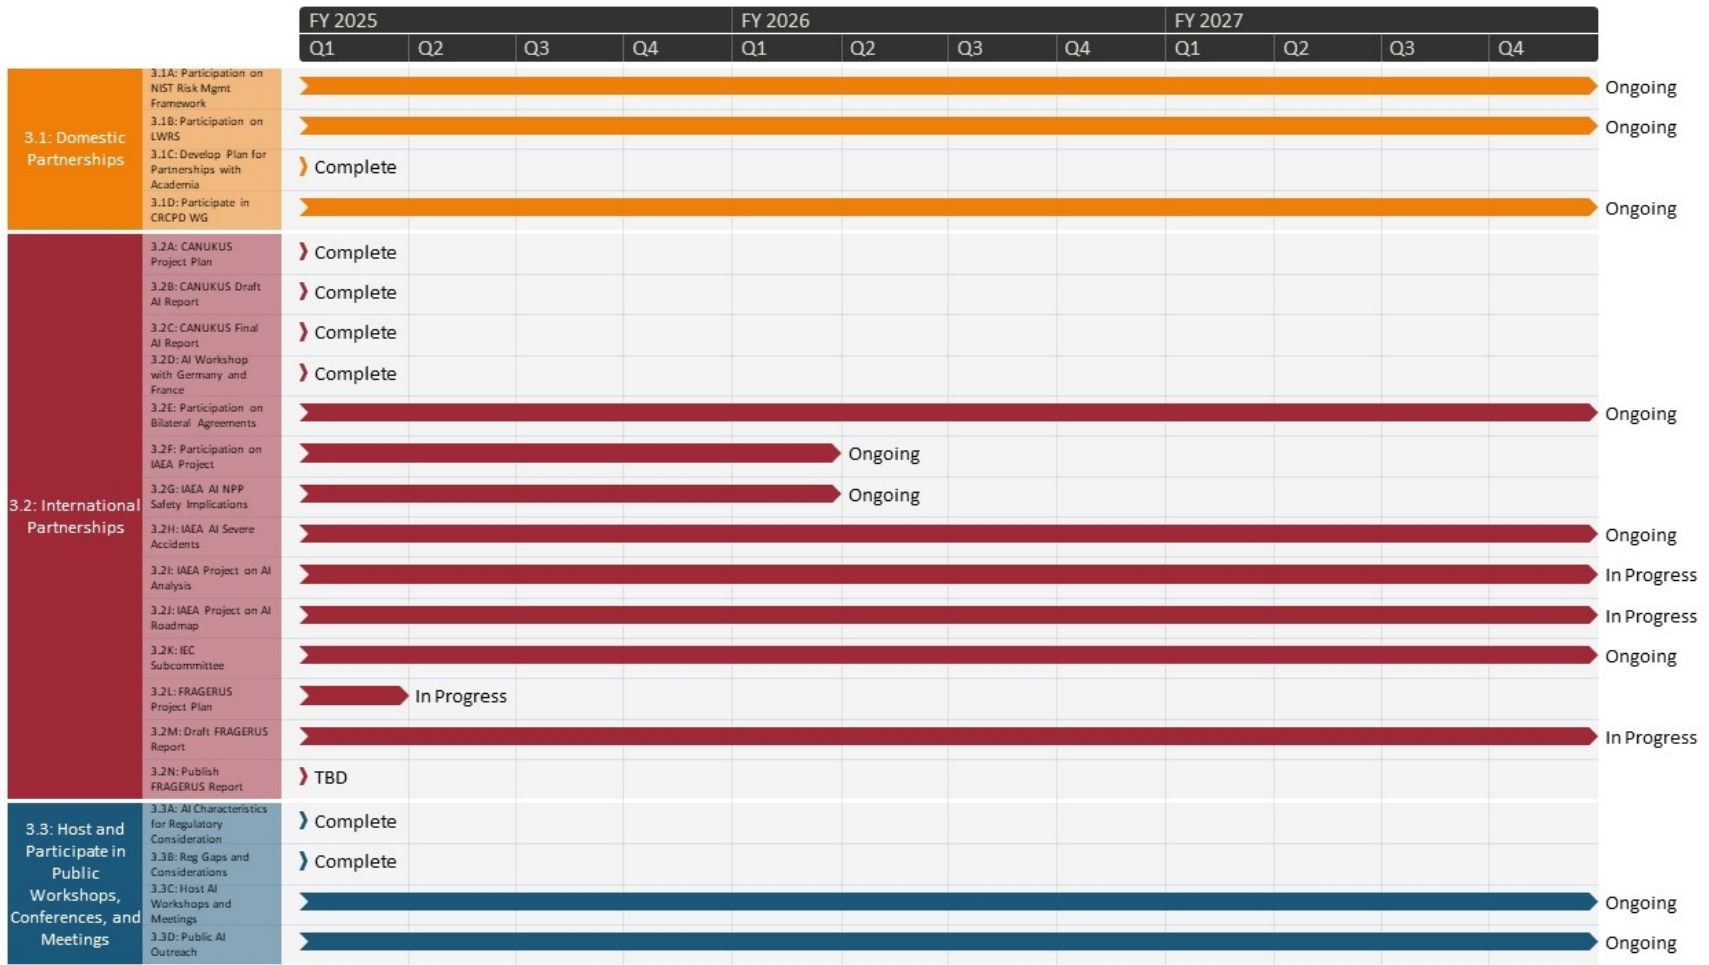 FY 2025 FY 2026 FY 2027
Q1 Q2 Q3 Q4 Q1 Q2 Q3 Q4 Q1 Q2 Q3 Q4
3.1: Domestic
Partnerships
3.1A: Participation on
NIST Risk Mgmt
Framework
Ongoing
3.1B: Participation on
LWRS
Ongoing
3.1C: Develop Plan for
Partnerships with
Academia
Complete
3.1D: Participate in
CRCPD WG
Ongoing
3.2: International
Partnerships
3.2A: CANUKUS
Project Plan
Complete
3.2B: CANUKUS Draft
AI Report
Complete
3.2C: CANUKUS Final
AI Report
Complete
3.2D: AI Workshop
with Germany and
France
Complete
3.2E: Participation on
Bilateral Agreements
Ongoing
3.2F: Participation on
IAEA Project
Ongoing
3.2G: IAEA AI NPP
Safety Implications
Ongoing
3.2H: IAEA AI Severe
Accidents
Ongoing
3.2I: IAEA Project on AI
Analysis
In Progress
3.2J: IAEA Project on AI
Roadmap
In Progress
3.2K: IEC
Subcommittee
Ongoing
3.2L: FRAGERUS
Project Plan
In Progress
3.2M: Draft FRAGERUS
Report
In Progress
3.2N: Publish
FRAGERUS Report
TBD
3.3: Host and
Participate in
Public
Workshops,
Conferences, and
Meetings
3.3A: AI Characteristics
for Regulatory
Consideration
Complete
3.3B: Reg Gaps and
Considerations
Complete
3.3C: Host AI
Workshops and
Meetings
Ongoing
3.3D: Public AI
Outreach
Ongoing